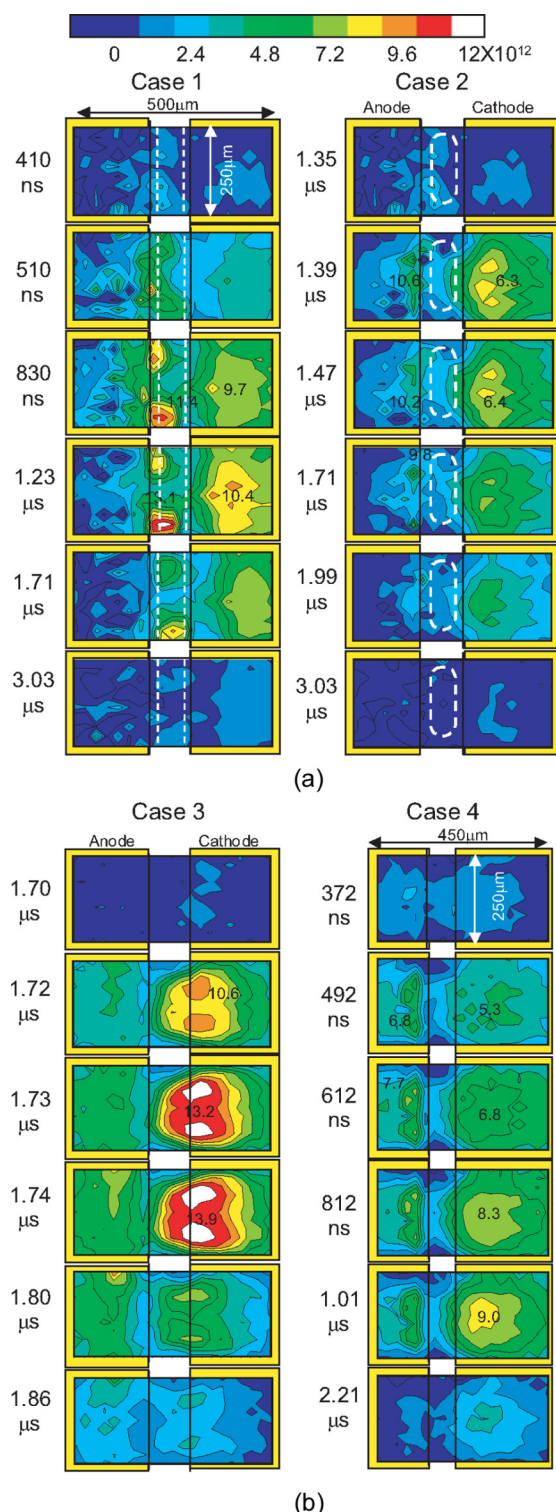 0 2.4 4.8 7.2 9.6 12X10¹²
Case 1 Case 2
500μm Anode Cathode
410 ns 250μm 1.35 μs
510 ns 1.39 μs 10.6 6.3
830 ns 11.4 9.7 1.47 μs 10.2 6.4
1.23 μs 10.4 1.71 μs 9.8
1.71 μs 1.99 μs
3.03 μs 3.03 μs
(a)
Case 3 Case 4
Anode Cathode 450μm
1.70 μs 372 ns 250μm
1.72 μs 10.6 492 ns 6.8 5.3
1.73 μs 13.2 612 ns 7.7 6.8
1.74 μs 13.9 812 ns 8.3
1.80 μs 1.01 μs 9.0
1.86 μs 2.21 μs
(b)